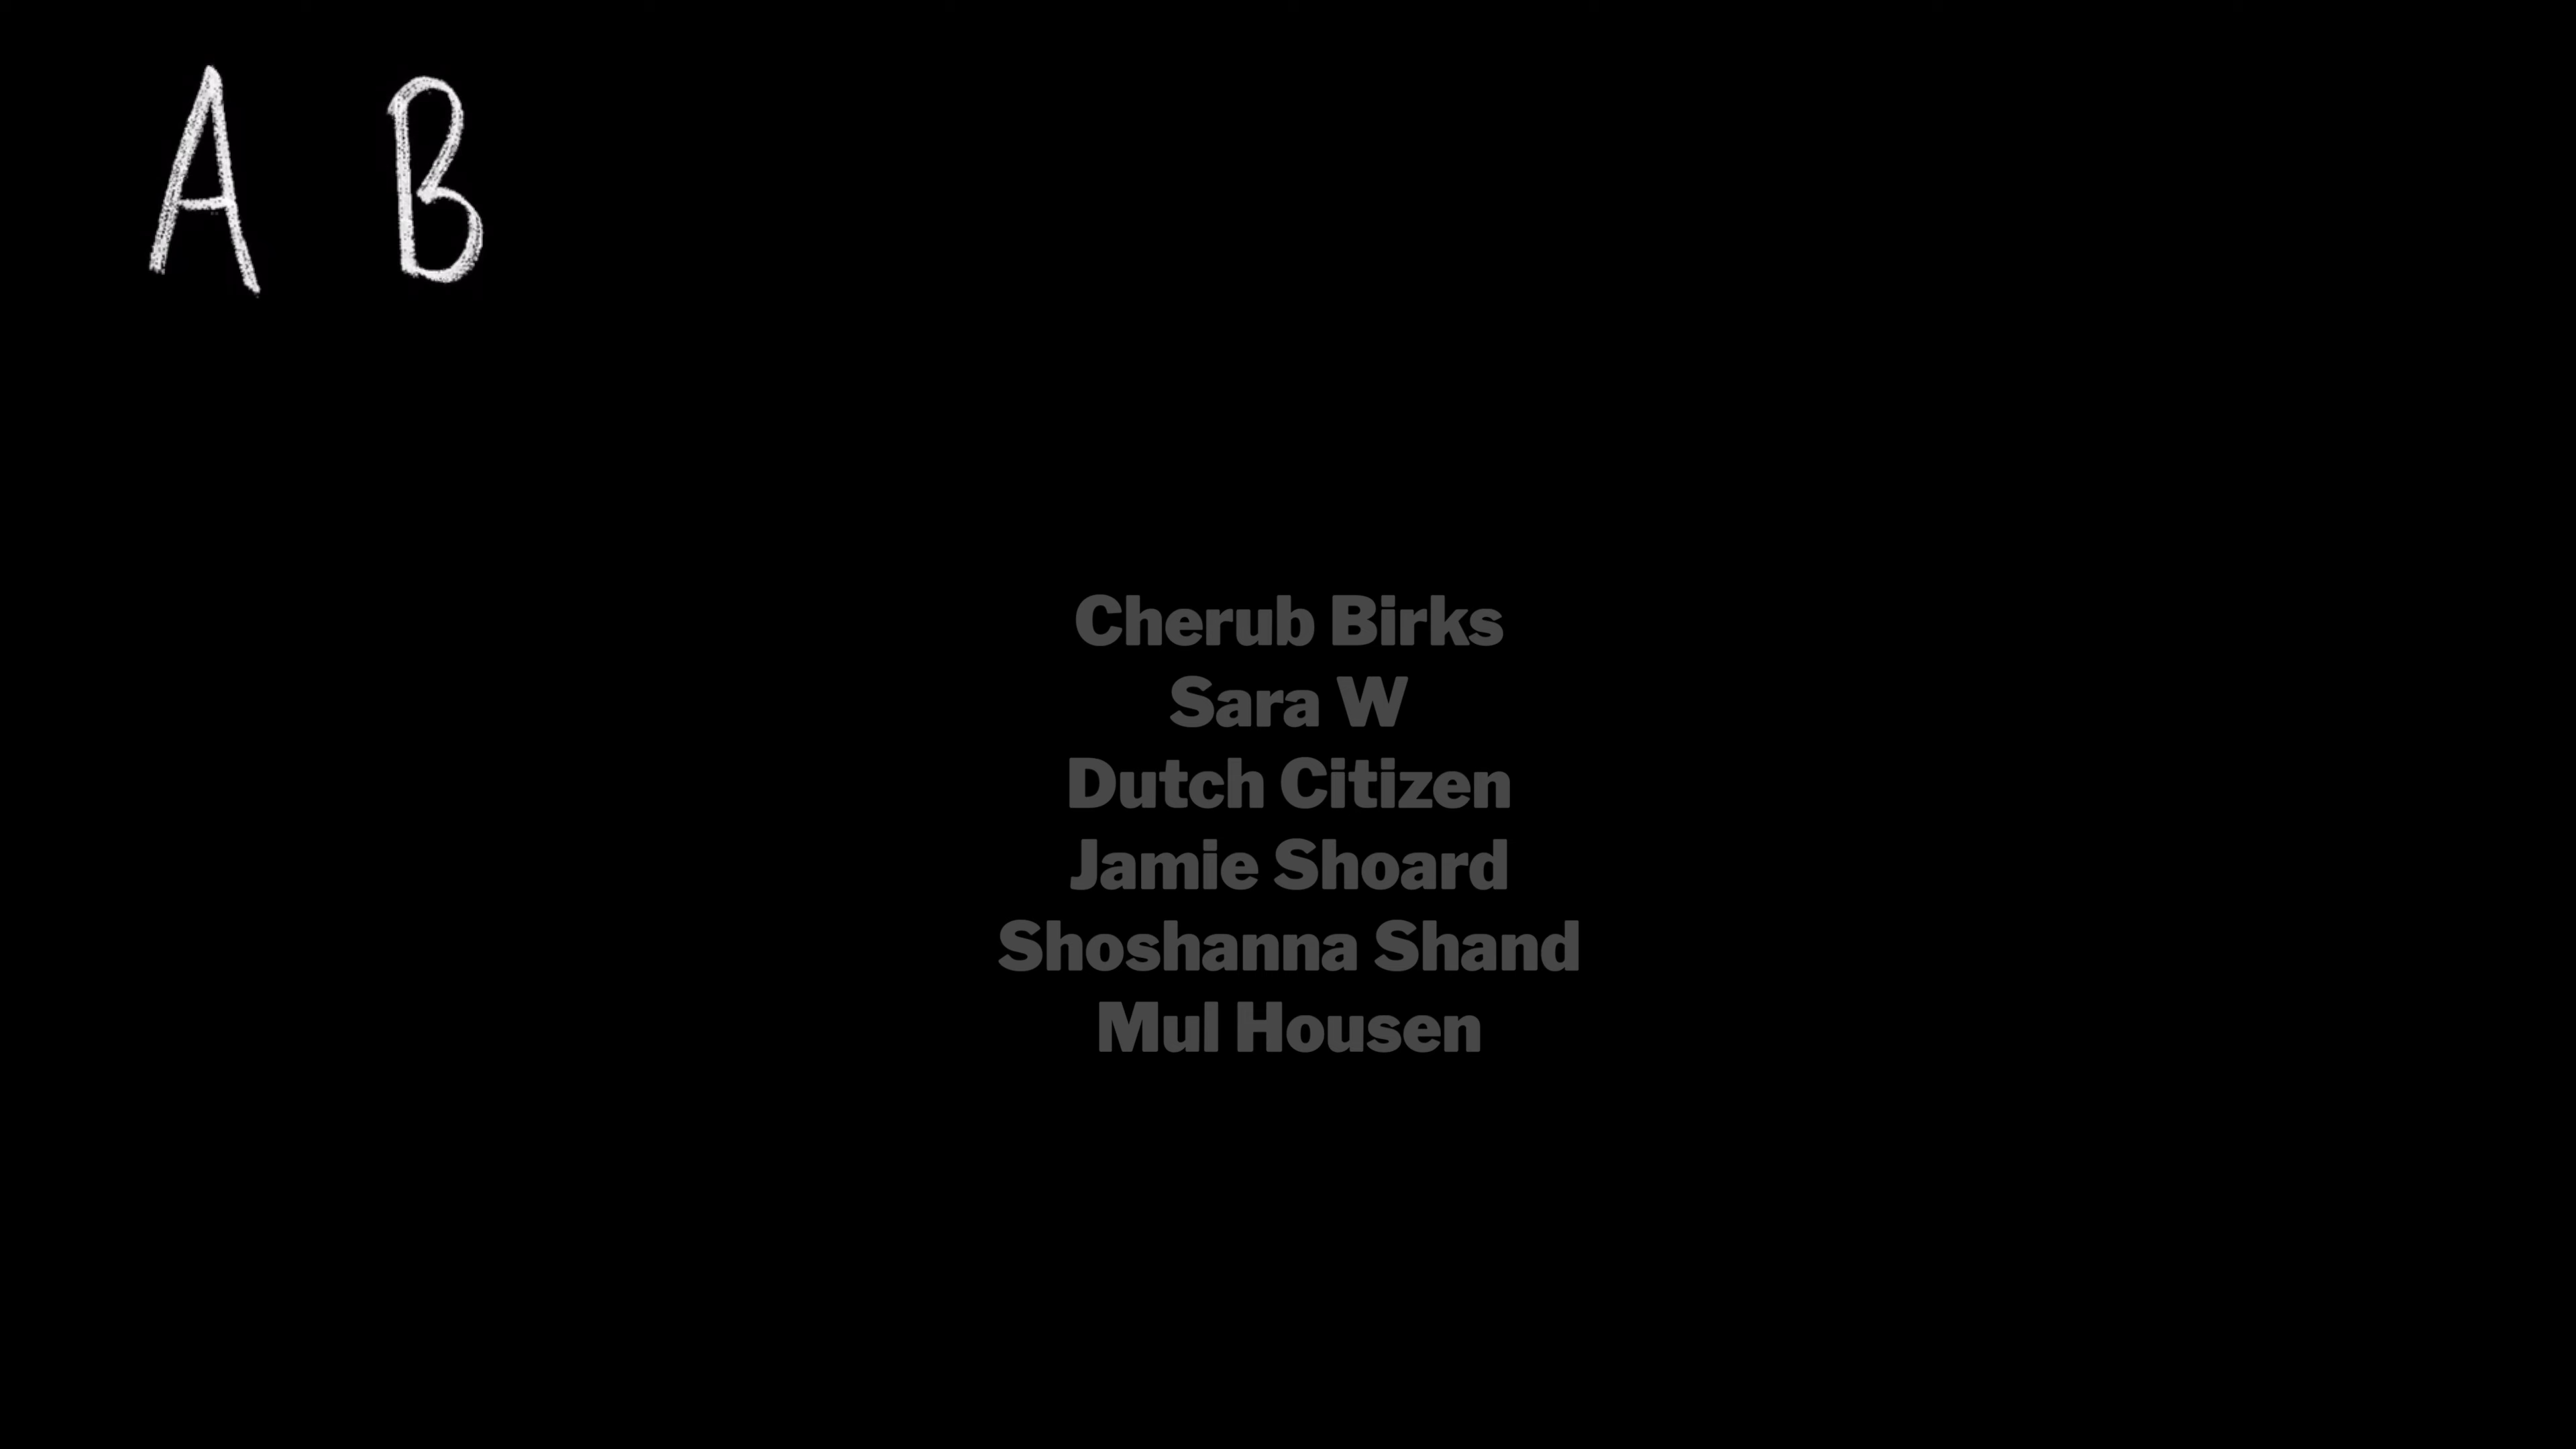 A B
Cherub Birks
Sara W
Dutch Citizen
Jamie Shoard
Shoshanna Shand
Mul Housen